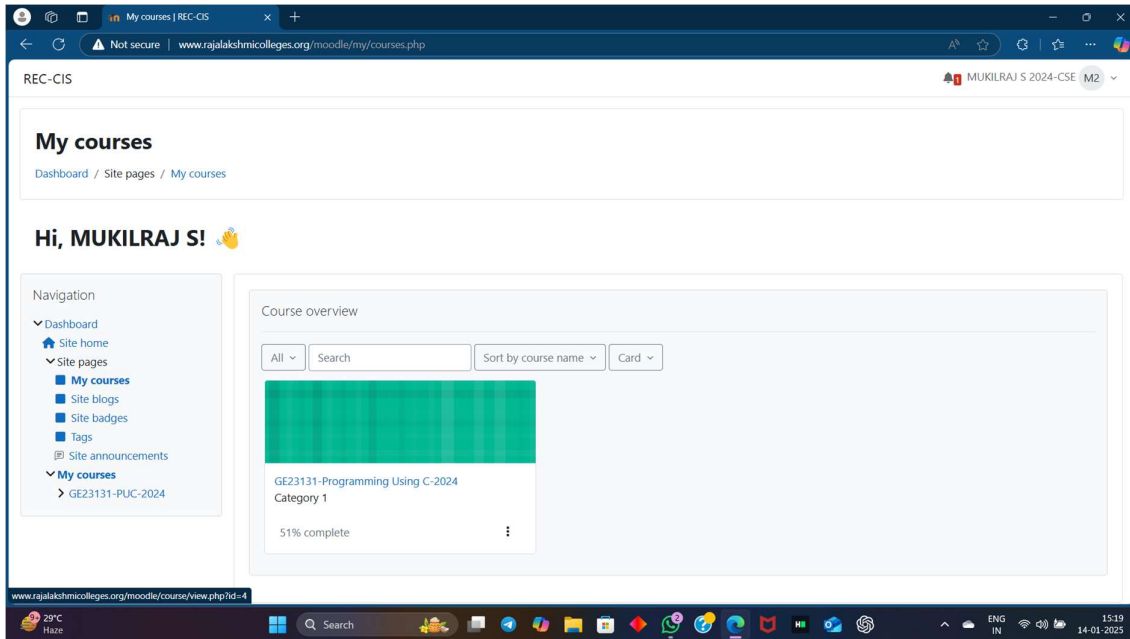 My courses | REC-CIS
Not secure | www.rajalakshmicolleges.org/moodle/my/courses.php
REC-CIS
1 MUKILRAJ S 2024-CSE M2
My courses
Dashboard / Site pages / My courses
Hi, MUKILRAJ S! 👋
Navigation
Dashboard
Site home
Site pages
My courses
Site blogs
Site badges
Tags
Site announcements
My courses
GE23131-PUC-2024
Course overview
All Search Sort by course name Card
GE23131-Programming Using C-2024
Category 1
51% complete
www.rajalakshmicolleges.org/moodle/course/view.php?id=4
29°C
Haze
Search
2
ENG
IN
15:19
14-01-2025